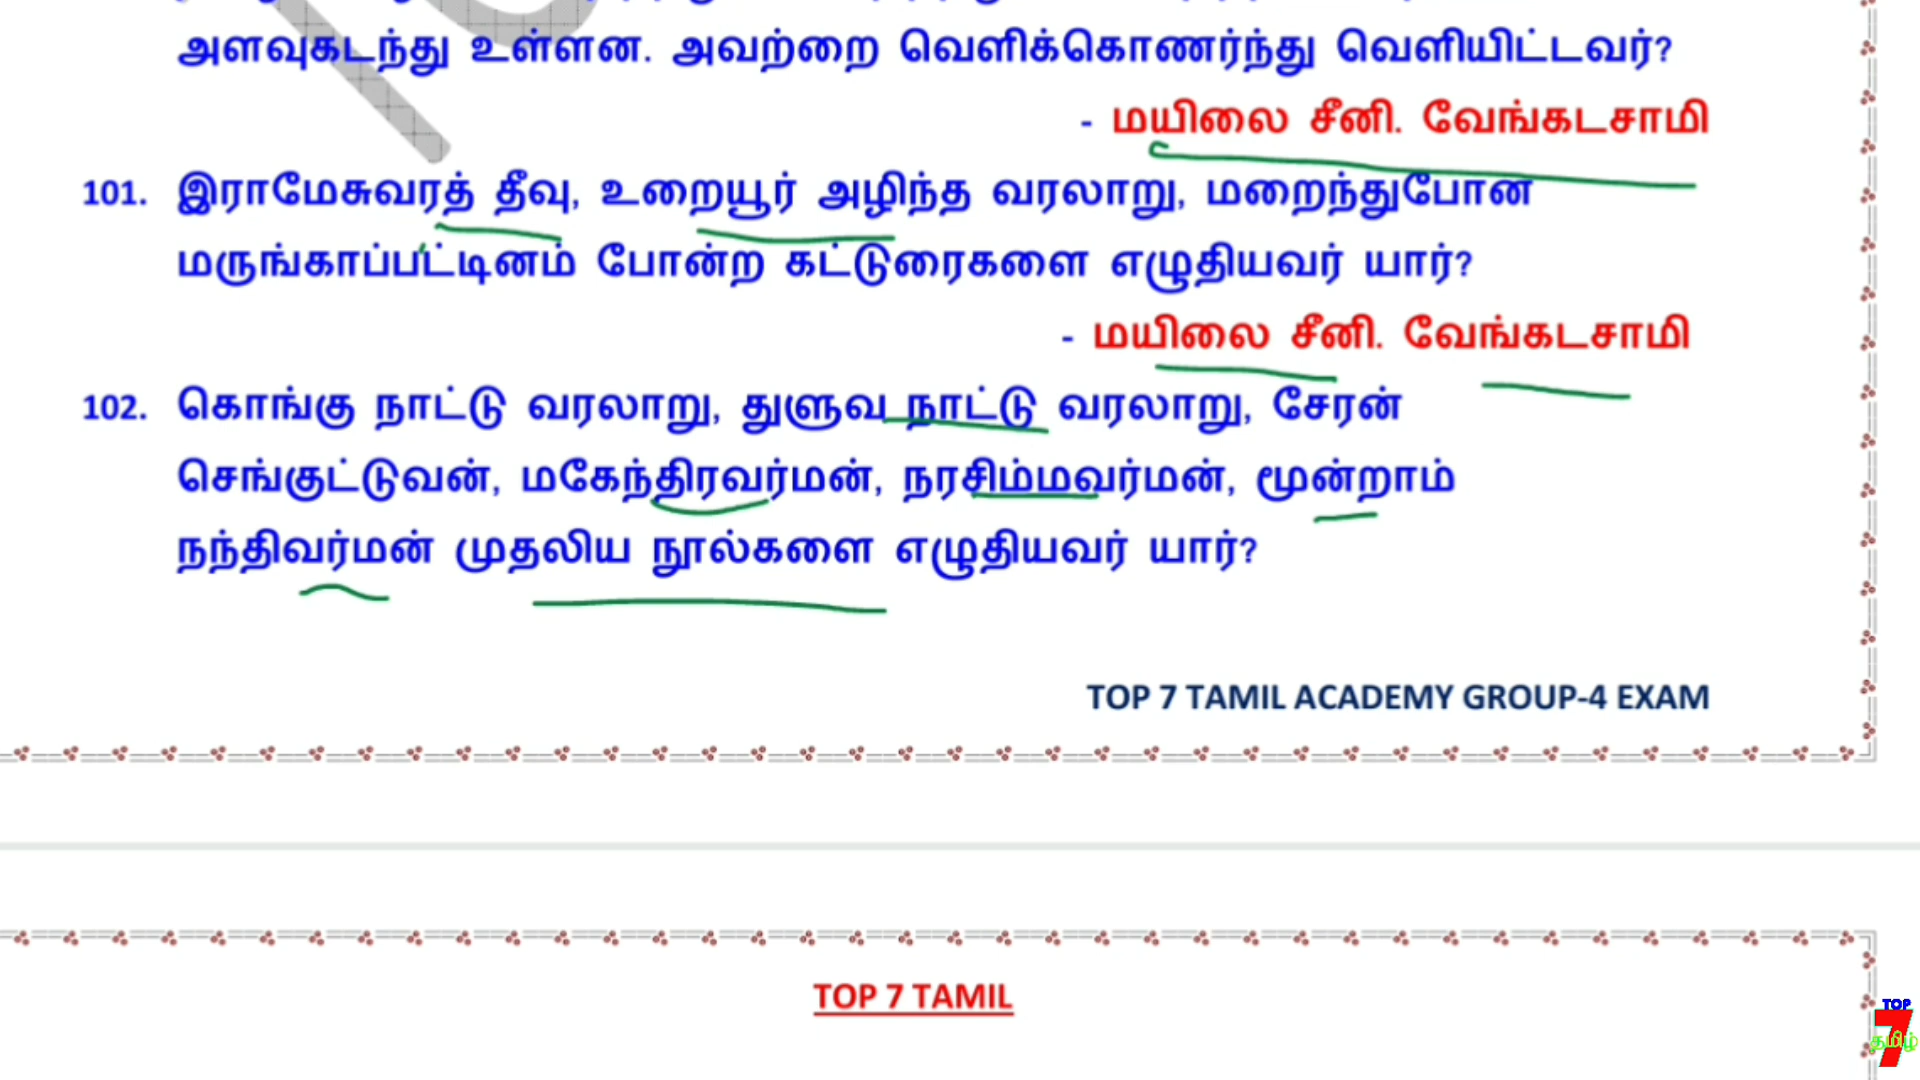 அளவுகடந்து உள்ளன. அவற்றை வெளிக்கொணர்ந்து வெளியிட்டவர்?
- மயிலை சீனி. வேங்கடசாமி
101. இராமேசுவரத் தீவு, உறையூர் அழிந்த வரலாறு, மறைந்துபோன
மருங்காப்பட்டினம் போன்ற கட்டுரைகளை எழுதியவர் யார்?
- மயிலை சீனி. வேங்கடசாமி
102. கொங்கு நாட்டு வரலாறு, துளுவ நாட்டு வரலாறு, சேரன்
செங்குட்டுவன், மகேந்திரவர்மன், நரசிம்மவர்மன், மூன்றாம்
நந்திவர்மன் முதலிய நூல்களை எழுதியவர் யார்?
TOP 7 TAMIL ACADEMY GROUP-4 EXAM
TOP 7 TAMIL
TOP
7
தமிழ்